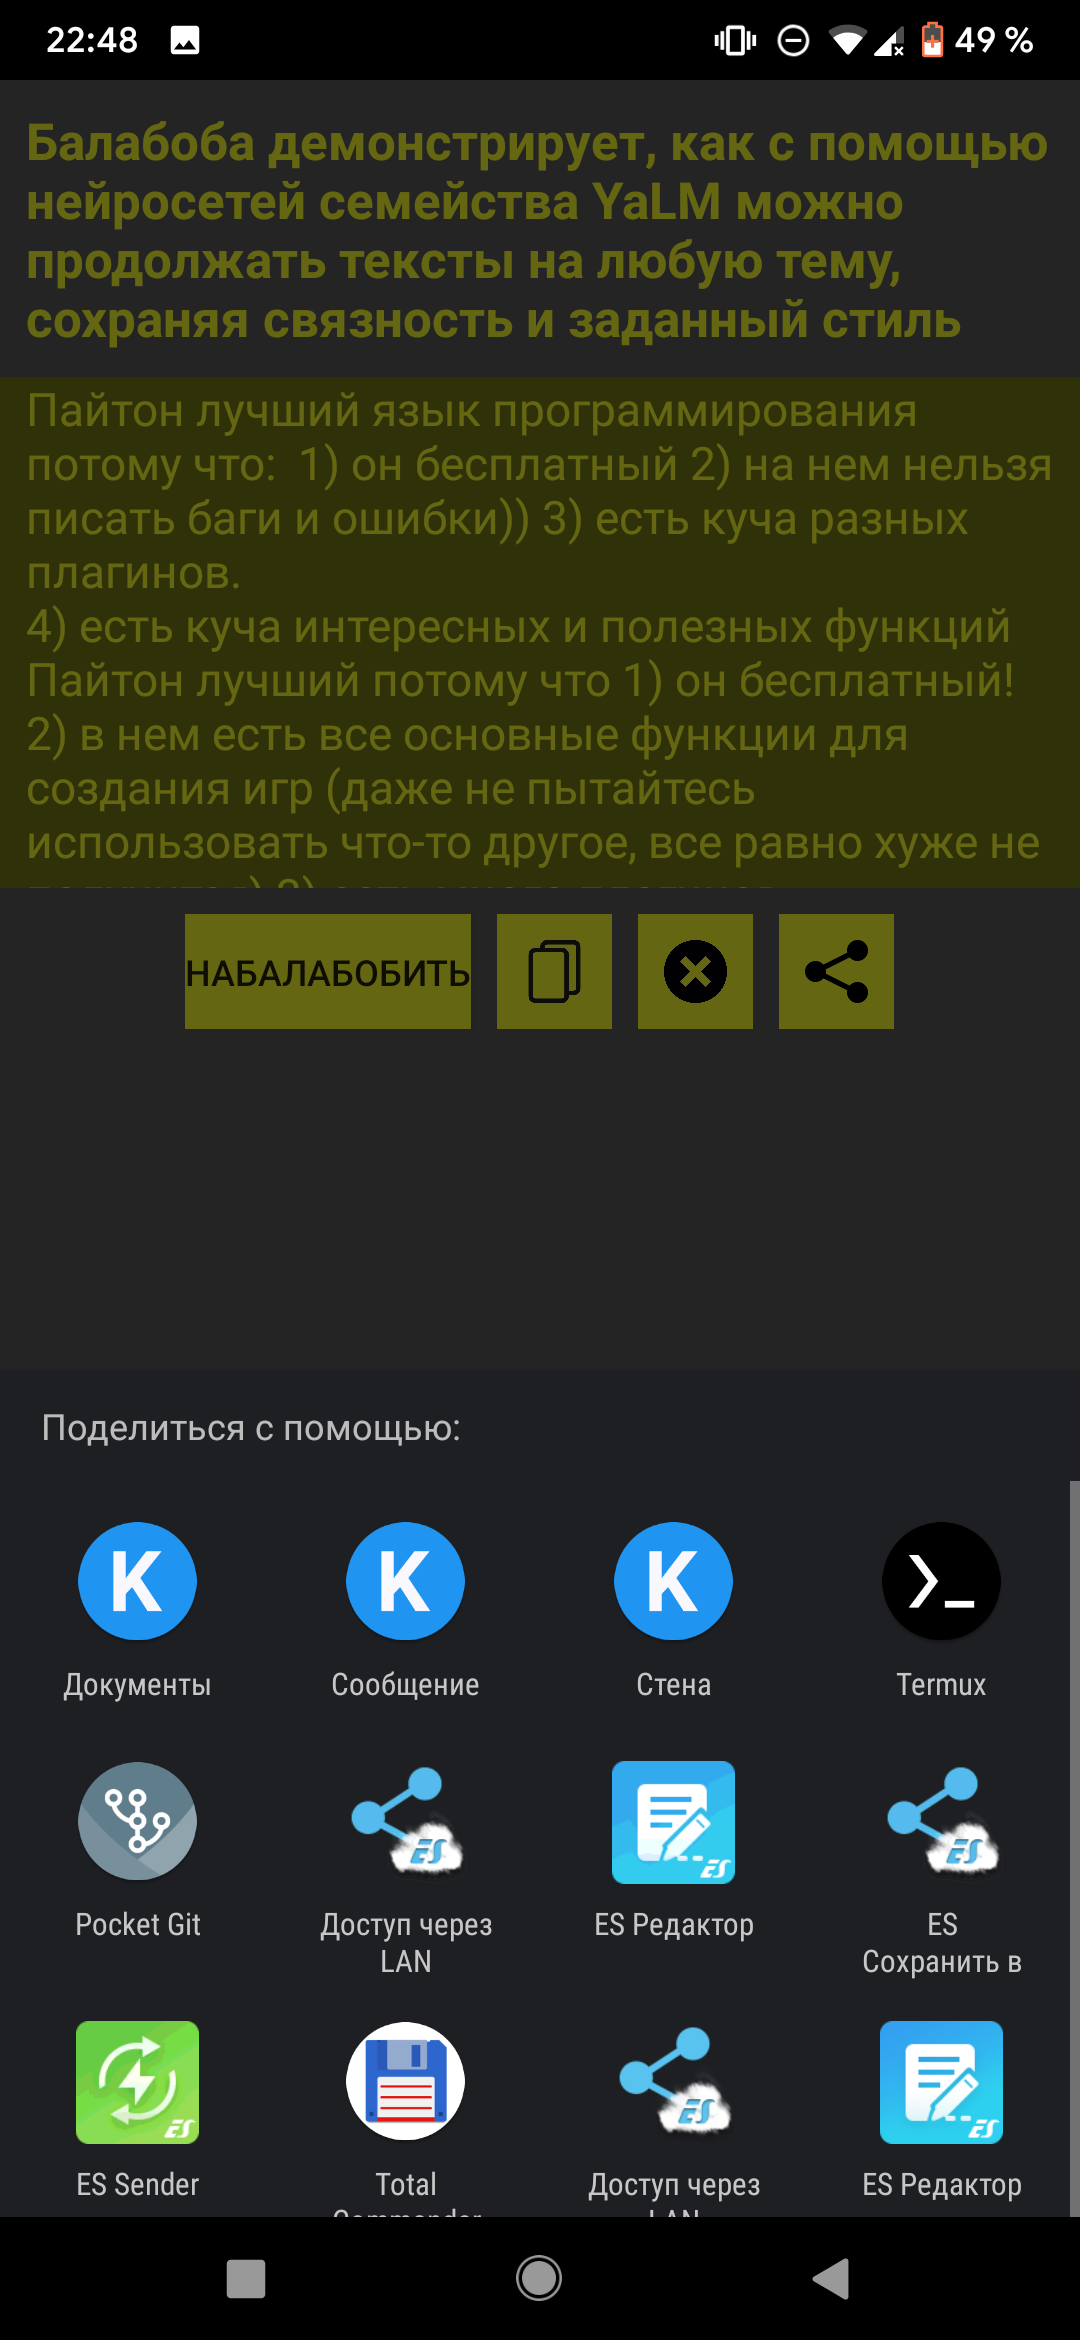 22:48
49 %
Балабоба демонстрирует, как с помощью
нейросетей семейства YaLM можно
продолжать тексты на любую тему,
сохраняя связность и заданный стиль
Пайтон лучший язык программирования
потому что:  1) он бесплатный 2) на нем нельзя
писать баги и ошибки)) 3) есть куча разных
плагинов.
4) есть куча интересных и полезных функций
Пайтон лучший потому что 1) он бесплатный!
2) в нем есть все основные функции для
создания игр (даже не пытайтесь
использовать что-то другое, все равно хуже не
НАБАЛАБОБИТЬ
Поделиться с помощью:
K K K
Документы Сообщение Стена Termux
Pocket Git Доступ через ES Редактор ES
LAN Сохранить в
ES ES ES
ES Sender Total Доступ через ES Редактор
Commander LAN